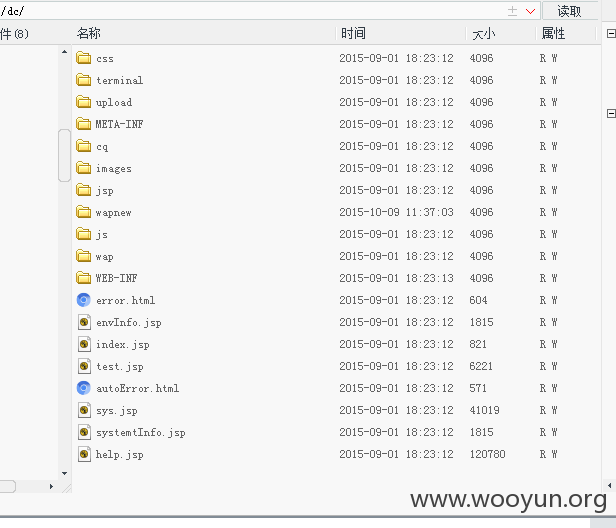 /dc/ 读取
件(8) 名称 时间 大小 属性
css 2015-09-01 18:23:12 4096 R W
terminal 2015-09-01 18:23:12 4096 R W
upload 2015-09-01 18:23:12 4096 R W
META-INF 2015-09-01 18:23:12 4096 R W
cq 2015-09-01 18:23:12 4096 R W
images 2015-09-01 18:23:12 4096 R W
jsp 2015-09-01 18:23:12 4096 R W
wapnew 2015-10-09 11:37:03 4096 R W
js 2015-09-01 18:23:12 4096 R W
wap 2015-09-01 18:23:12 4096 R W
WEB-INF 2015-09-01 18:23:13 4096 R W
error.html 2015-09-01 18:23:12 604 R W
envInfo.jsp 2015-09-01 18:23:12 1815 R W
index.jsp 2015-09-01 18:23:12 821 R W
test.jsp 2015-09-01 18:23:12 6221 R W
autoError.html 2015-09-01 18:23:12 571 R W
sys.jsp 2015-09-01 18:23:12 41019 R W
systemtInfo.jsp 2015-09-01 18:23:12 1815 R W
help.jsp 2015-09-01 18:23:12 120780 R W
www.wooyun.org